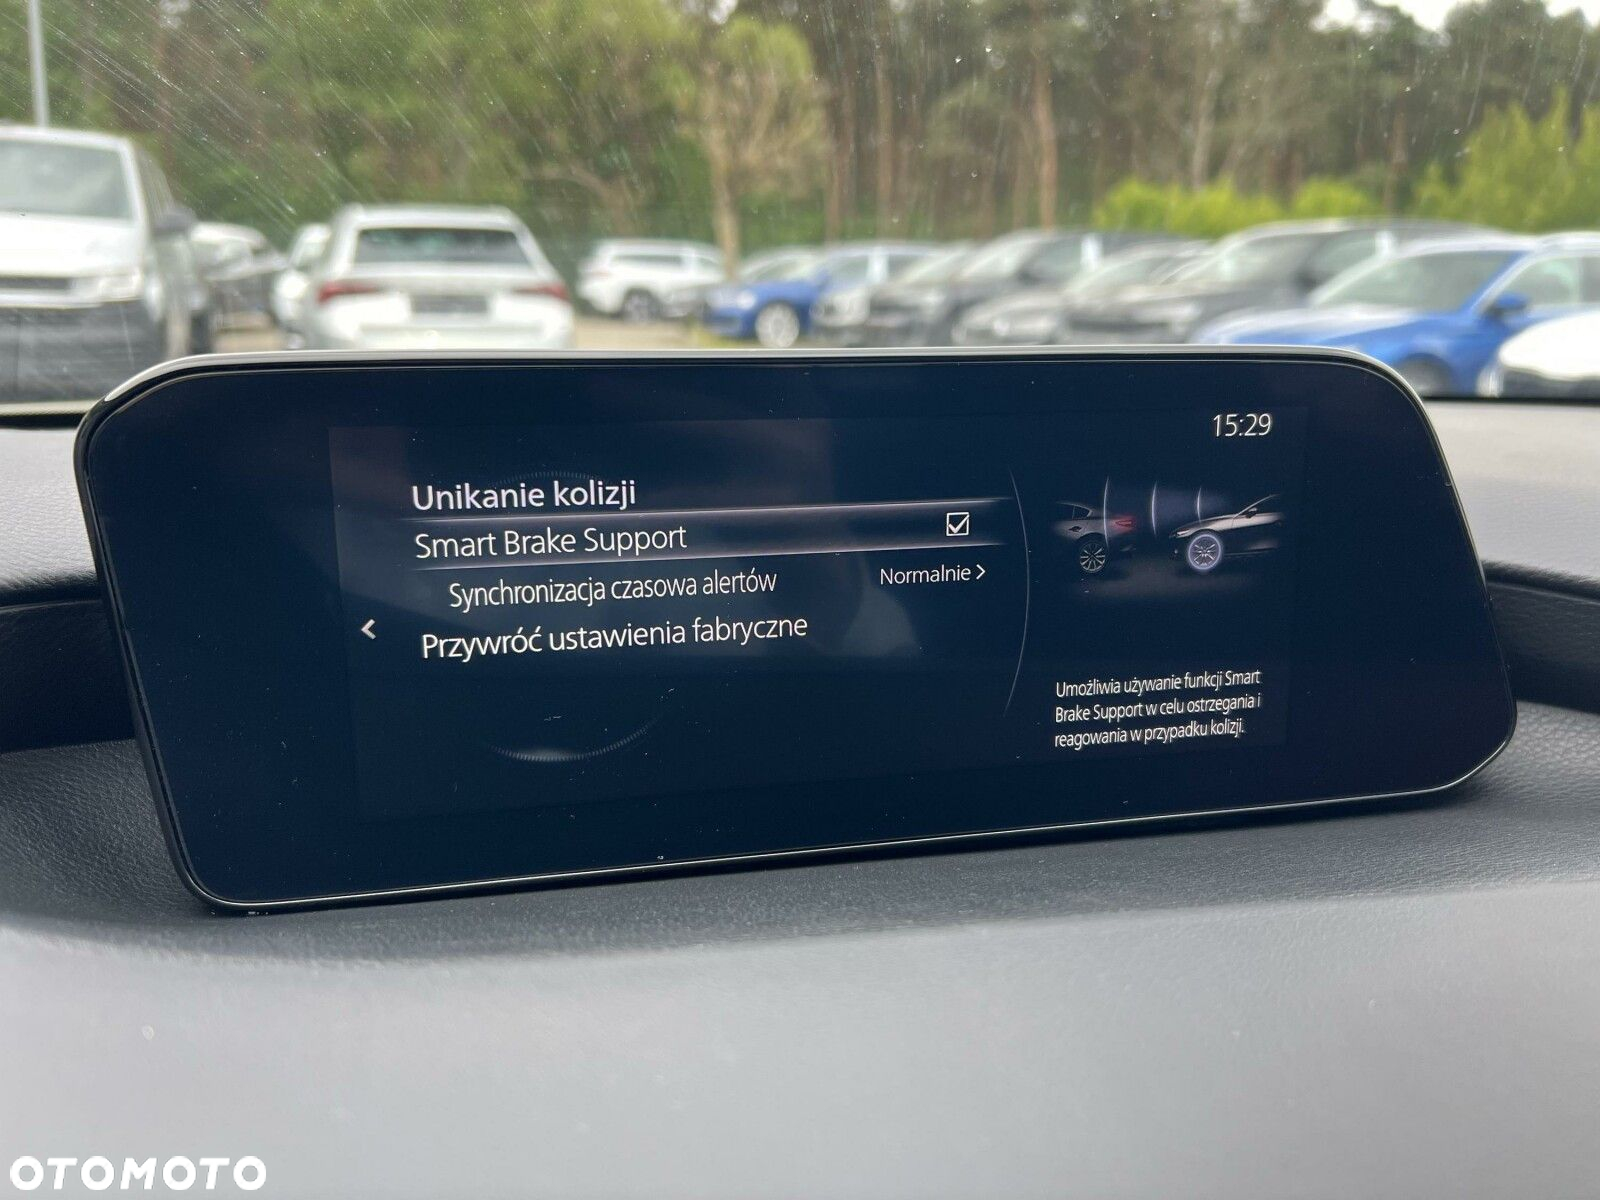 15:29
Unikanie kolizji
Smart Brake Support
Synchronizacja czasowa alertów
Normalnie >
<
Przywróć ustawienia fabryczne
Umożliwia używanie funkcji Smart
Brake Support w celu ostrzegania i
reagowania w przypadku kolizji.
OTOMOTO